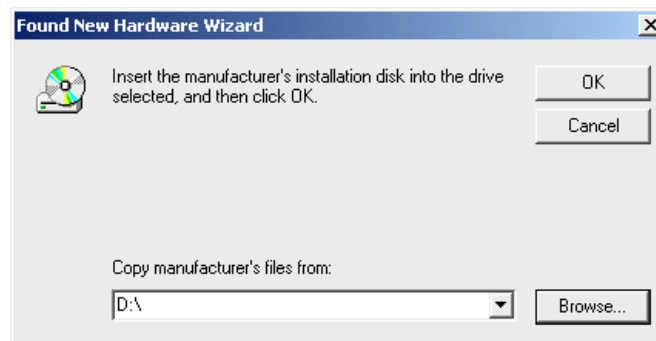 Found New Hardware Wizard
Insert the manufacturer's installation disk into the drive
selected, and then click OK.
OK
Cancel
Copy manufacturer's files from:
D:\
Browse...